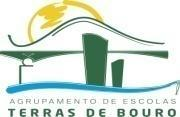 AGRUPAMENTO DE ESCOLAS
TERRAS DE BOURO